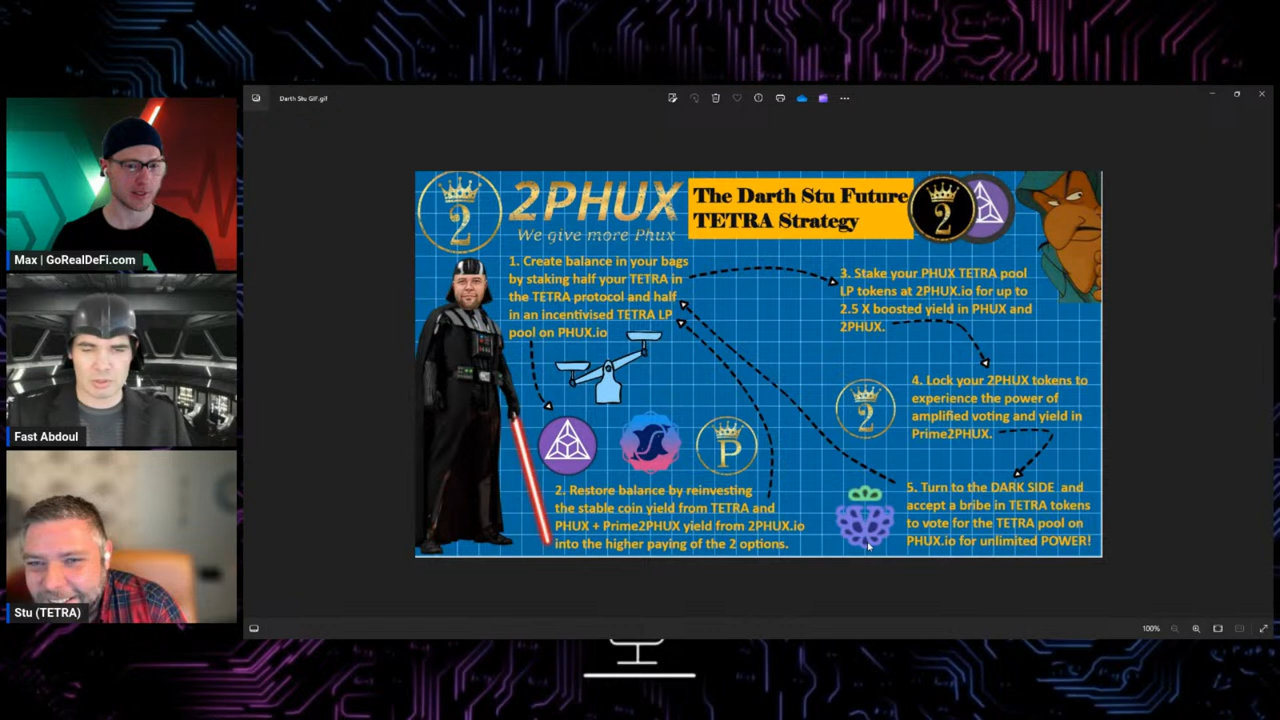 Darth Stu Gif.gif
Max | GoRealDeFi.com
Fast Abdoul
Stu (TETRA)
2
2PHUX
We give more Phux
The Darth Stu Future
TETRA Strategy
2
1. Create balance in your bags
by staking half your TETRA in
the TETRA protocol and half
in an incentivised TETRA LP
pool on PHUX.io
P
2. Restore balance by reinvesting
the stable coin yield from TETRA and
PHUX + Prime2PHUX yield from 2PHUX.io
into the higher paying of the 2 options.
3. Stake your PHUX TETRA pool
LP tokens at 2PHUX.io for up to
2.5 X boosted yield in PHUX and
2PHUX.
2
4. Lock your 2PHUX tokens to
experience the power of
amplified voting and yield in
Prime2PHUX.
5. Turn to the DARK SIDE and
accept a bribe in TETRA tokens
to vote for the TETRA pool on
PHUX.io for unlimited POWER!
100%